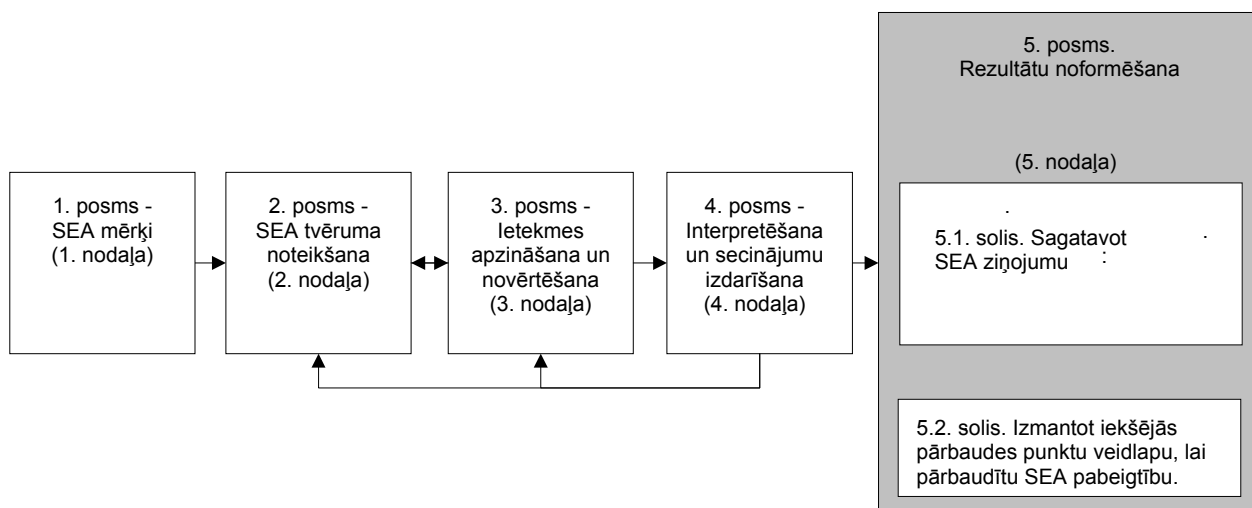 1. posms -
SEA mērķi
(1. nodaļa)
2. posms -
SEA tvēruma
noteikšana
(2. nodaļa)
3. posms -
Ietekmes
apzināšana un
novērtēšana
(3. nodaļa)
4. posms -
Interpretēšana
un secinājumu
izdarīšana
(4. nodaļa)
5. posms.
Rezultātu noformēšana
(5. nodaļa)
5.1. solis. Sagatavot
SEA ziņojumu
5.2. solis. Izmantot iekšējās
pārbaudes punktu veidlapu, lai
pārbaudītu SEA pabeigtību.